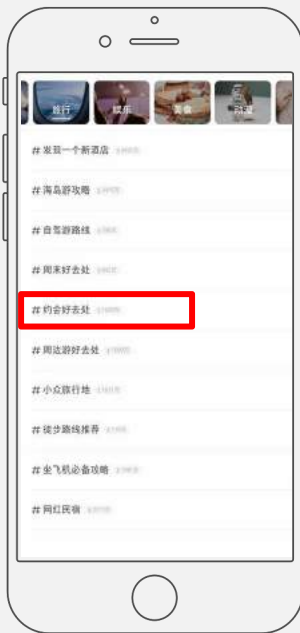 旅行
娱乐
美食
动漫
# 发现一个新酒店
# 海岛游攻略
# 自驾游路线
# 周末好去处
# 约会好去处
# 周边游好去处
# 小众旅行地
# 徒步路线推荐
# 坐飞机必备攻略
# 网红民宿